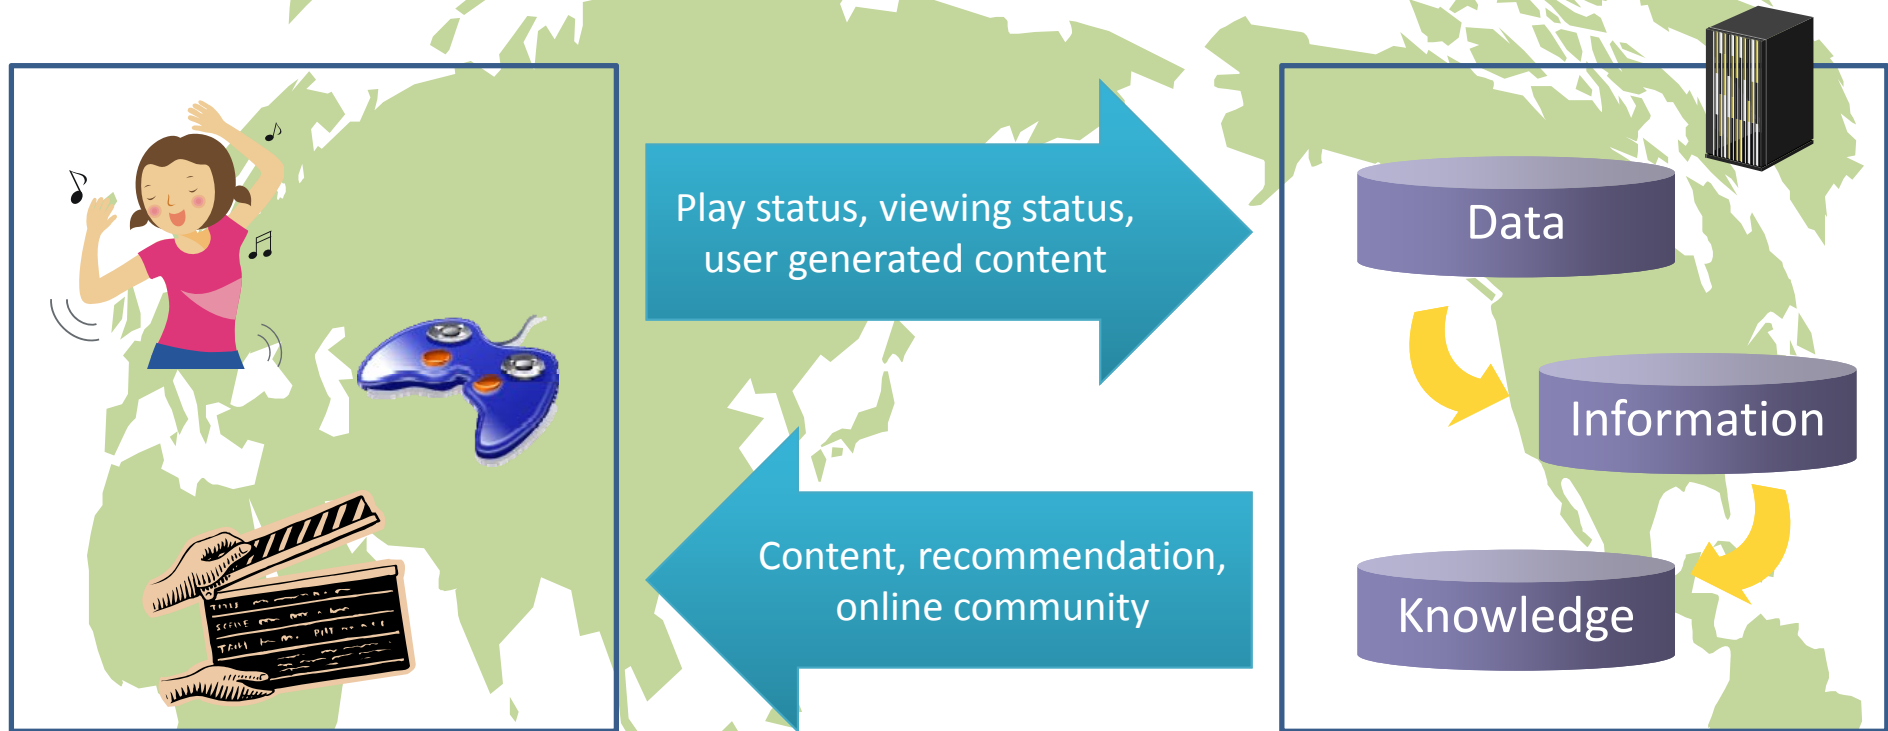 Play status, viewing status,
user generated content
Data
Information
Content, recommendation,
online community
Knowledge